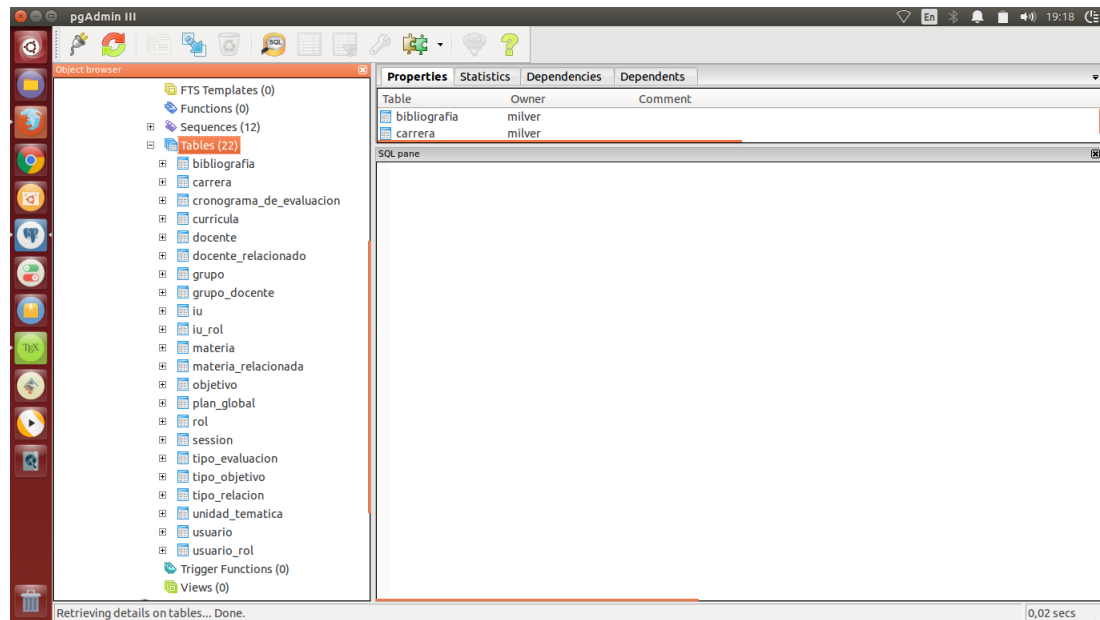 pgAdmin III
En
19:18
SQL
Object browser
FTS Templates (0)
Functions (0)
Sequences (12)
Tables (22)
bibliografia
carrera
cronograma_de_evaluacion
curricula
docente
docente_relacionado
grupo
grupo_docente
iu
iu_rol
materia
materia_relacionada
objetivo
plan_global
rol
session
tipo_evaluacion
tipo_objetivo
tipo_relacion
unidad_tematica
usuario
usuario_rol
Trigger Functions (0)
Views (0)
Properties Statistics Dependencies Dependents
Table Owner Comment
bibliografia milver
carrera milver
SQL pane
TEX
Retrieving details on tables... Done.
0,02 secs